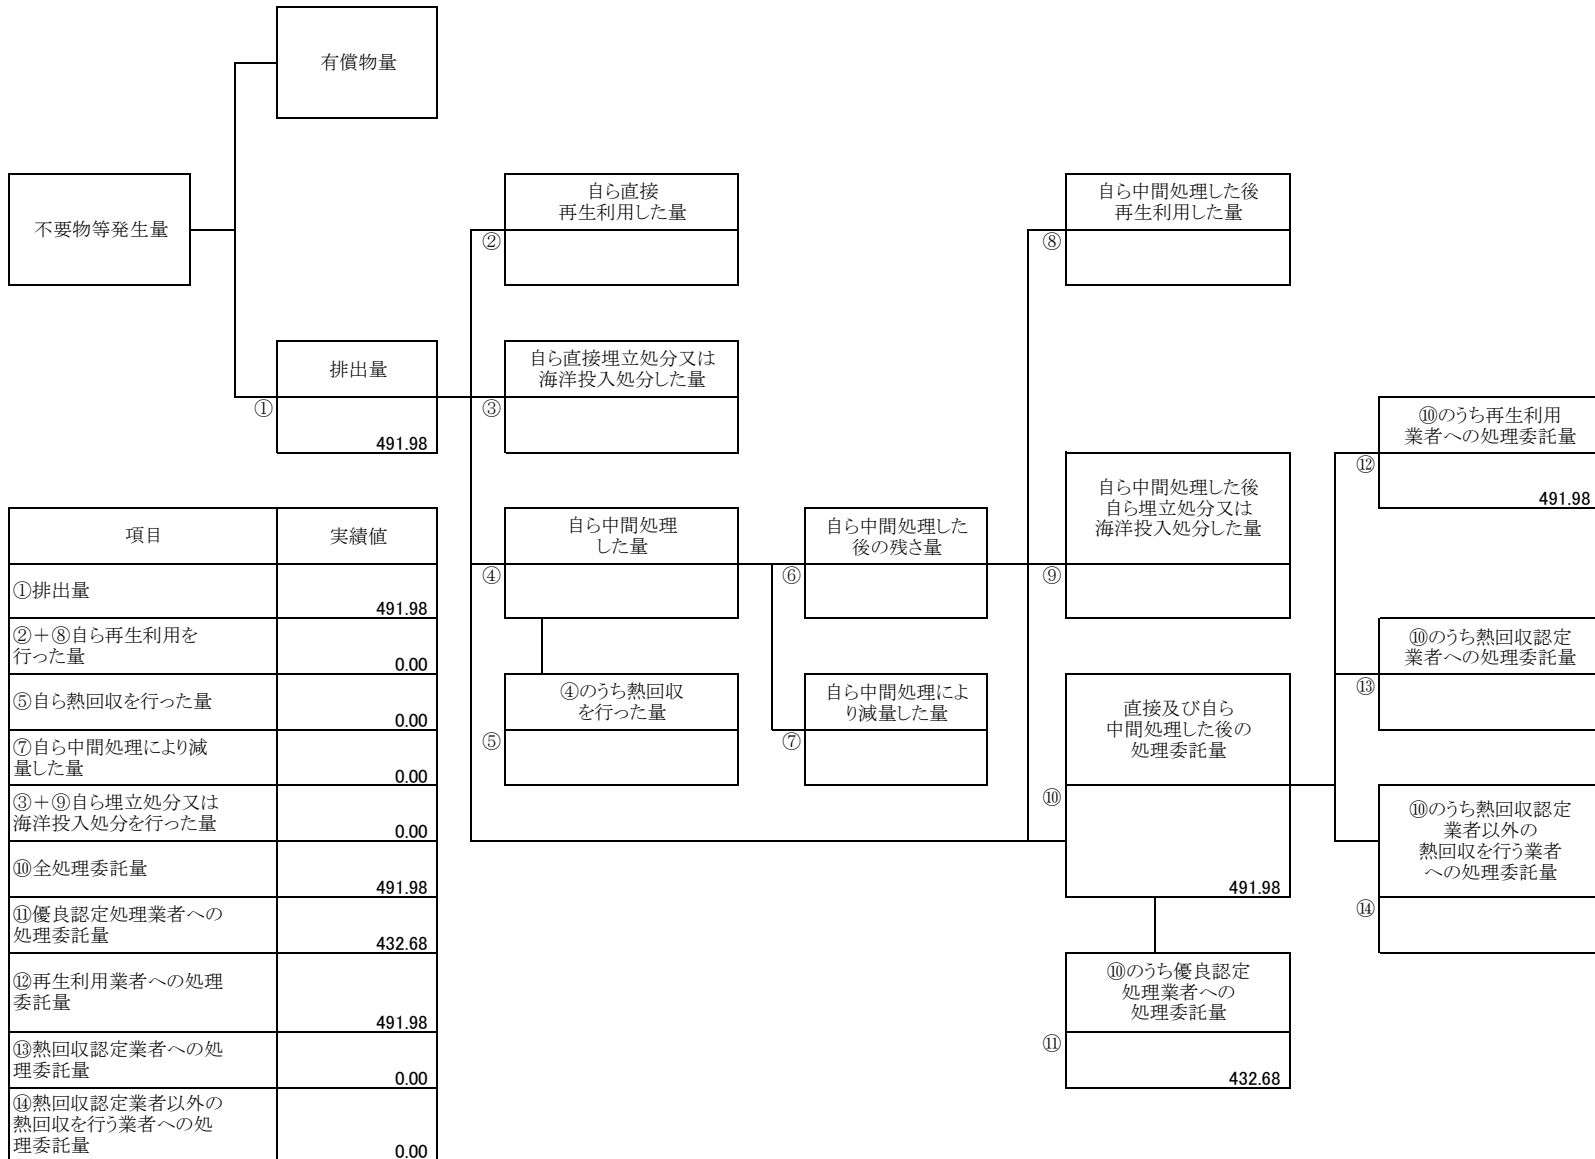 有償物量
不要物等発生量
自ら直接
再生利用した量
②
自ら中間処理した後
再生利用した量
⑧
排出量
①
491.98
自ら直接埋立処分又は
海洋投入処分した量
③
⑩のうち再生利用
業者への処理委託量
⑫
491.98
自ら中間処理した後
自ら埋立処分又は
海洋投入処分した量
⑨
自ら中間処理
した量
④
自ら中間処理した
後の残さ量
⑥
④のうち熱回収
を行った量
⑤
自ら中間処理によ
り減量した量
⑦
直接及び自ら
中間処理した後の
処理委託量
⑩
491.98
⑩のうち熱回収認定
業者への処理委託量
⑬
⑩のうち熱回収認定
業者以外の
熱回収を行う業者
への処理委託量
⑭
⑩のうち優良認定
処理業者への
処理委託量
⑪
432.68
項目 実績値
①排出量
491.98
②+⑧自ら再生利用を
行った量
0.00
⑤自ら熱回収を行った量
0.00
⑦自ら中間処理により減
量した量
0.00
③+⑨自ら埋立処分又は
海洋投入処分を行った量
0.00
⑩全処理委託量
491.98
⑪優良認定処理業者への
処理委託量
432.68
⑫再生利用業者への処理
委託量
491.98
⑬熱回収認定業者への処
理委託量
0.00
⑭熱回収認定業者以外の
熱回収を行う業者への処
理委託量
0.00